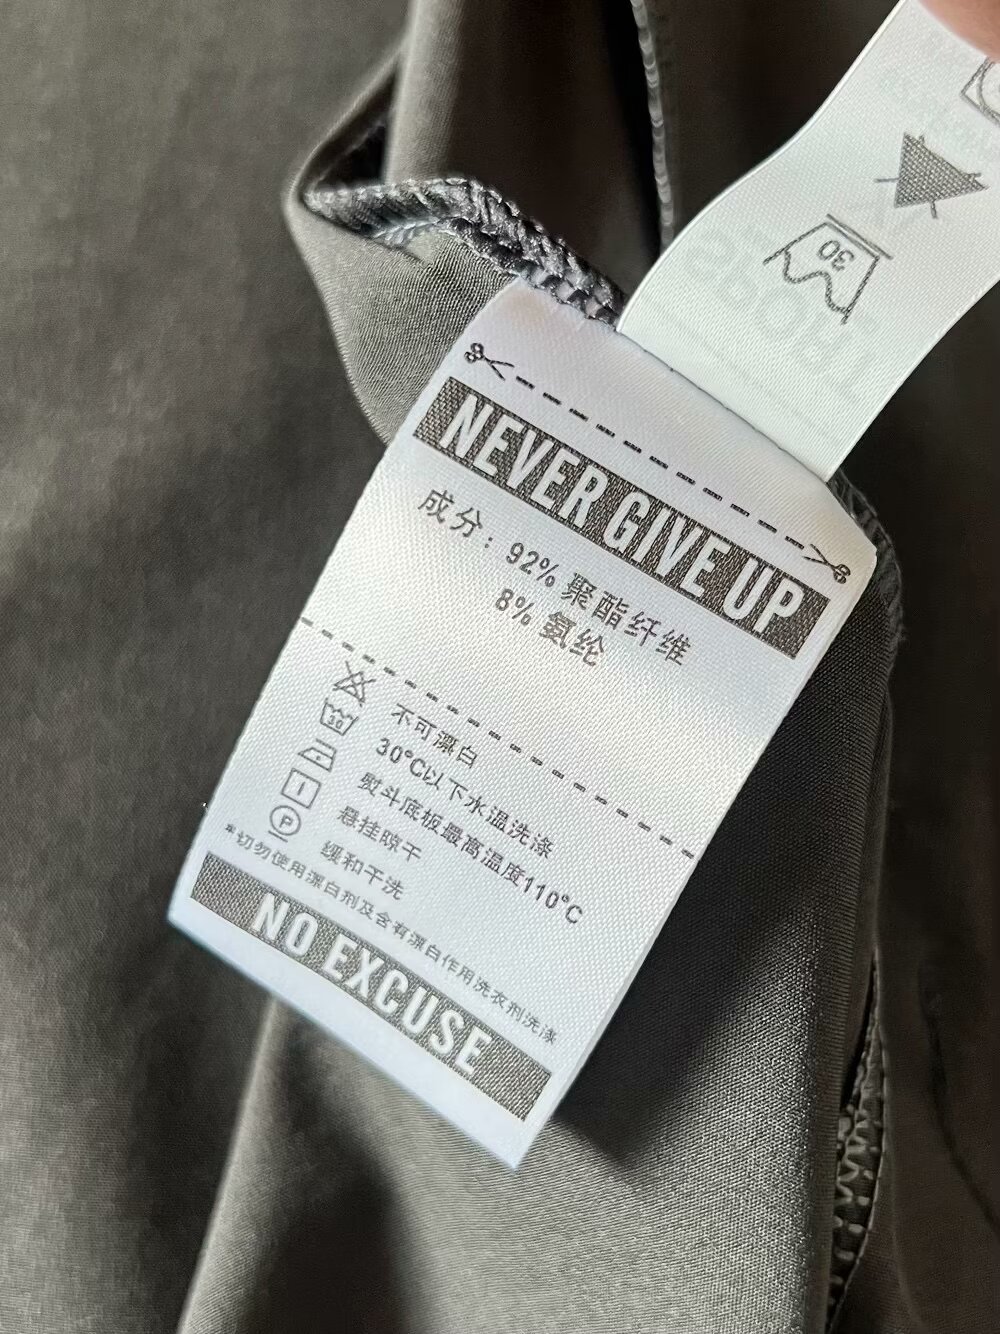 NEVER GIVE UP
成分：92% 聚酯纤维
8% 氨纶
不可漂白
30
30°C以下水温洗涤
熨斗底板最高温度110°C
悬挂晾干
P
缓和干洗
*切勿使用漂白剂及含有漂白作用洗衣剂洗涤
NO EXCUSE
30